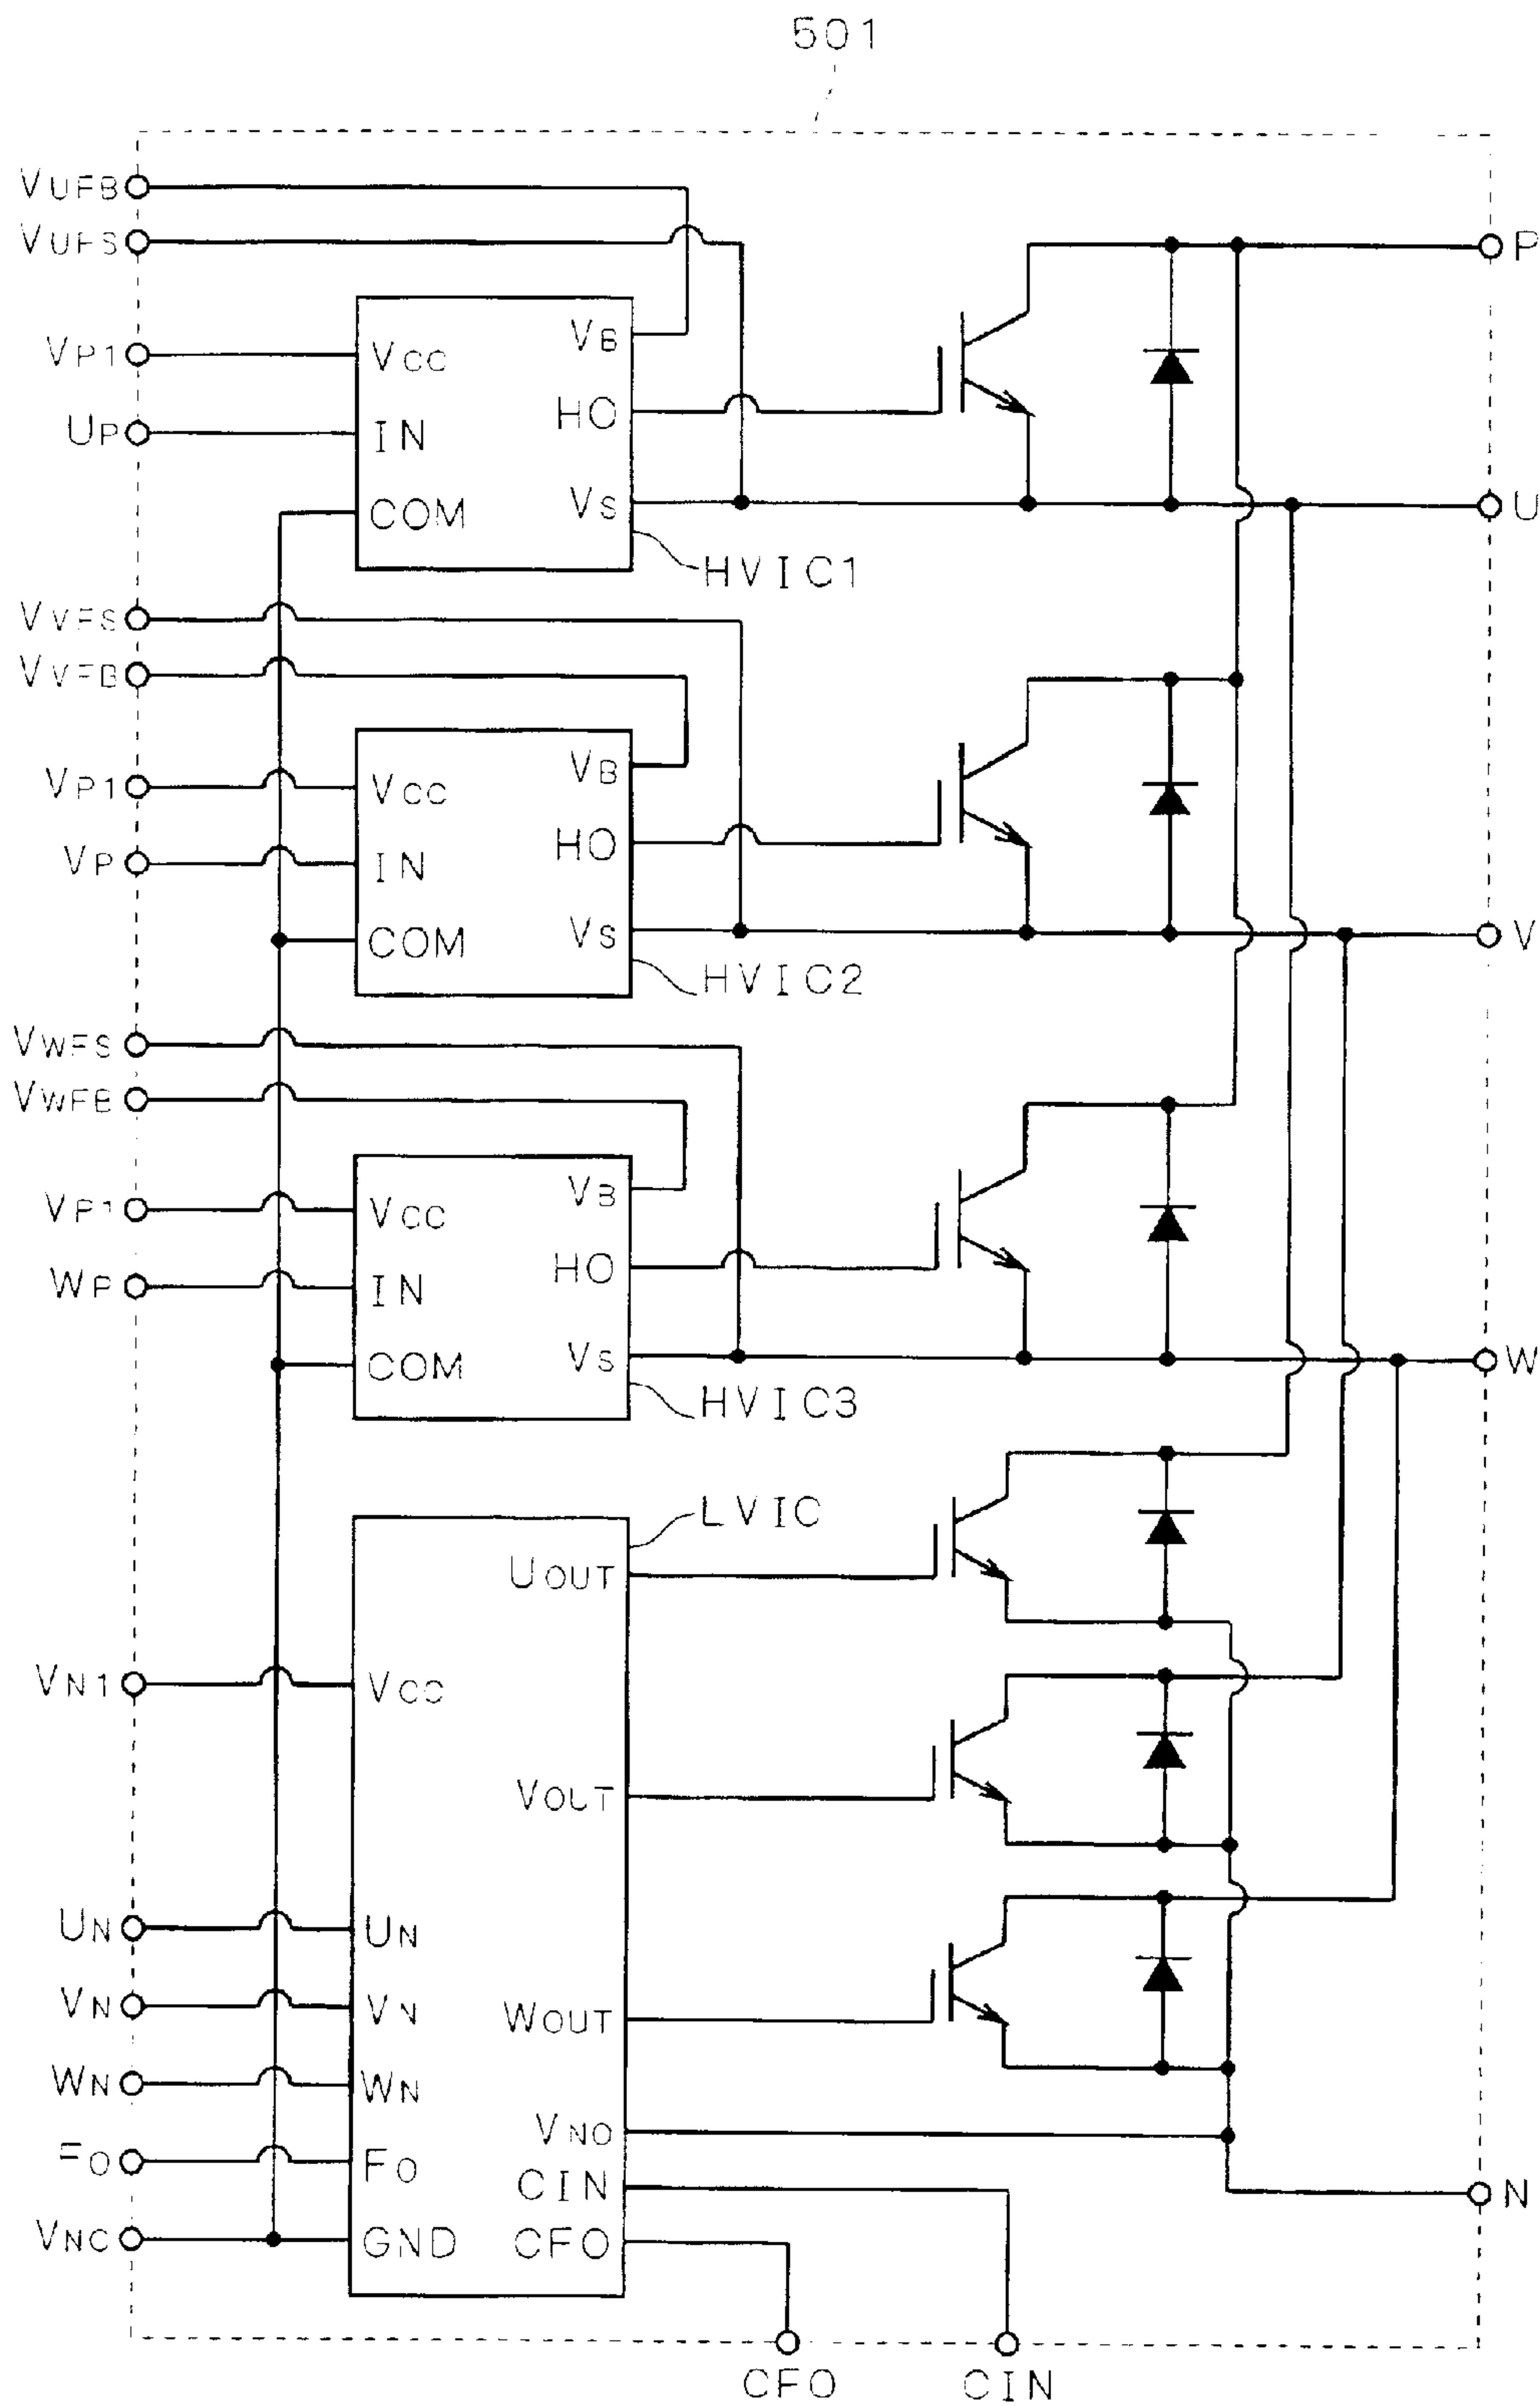 501
VUFB
VUFS
P
VP1
VCC
VB
UP
IN
HO
COM
VS
U
HVIC1
VVFS
VVFB
VP1
VCC
VB
VP
IN
HO
COM
VS
V
HVIC2
VWFS
VWFB
VP1
VCC
VB
WP
IN
HO
COM
VS
W
HVIC3
LVIC
UOUT
VN1
VCC
VOUT
UN
UN
VN
VN
WOUT
WN
WN
VNO
FO
FO
CIN
N
VNC
GND
CFO
CFO
CIN